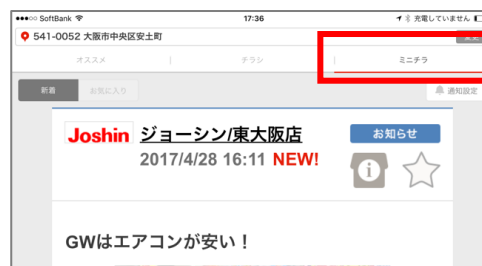 SoftBank 17:36 充電していません
541-0052 大阪市中央区安土町
オススメ | チラシ | ミニチラ
新着 お気に入り 通知設定
Joshin ジョーシン/東大阪店 お知らせ
2017/4/28 16:11 NEW!
GWはエアコンが安い！